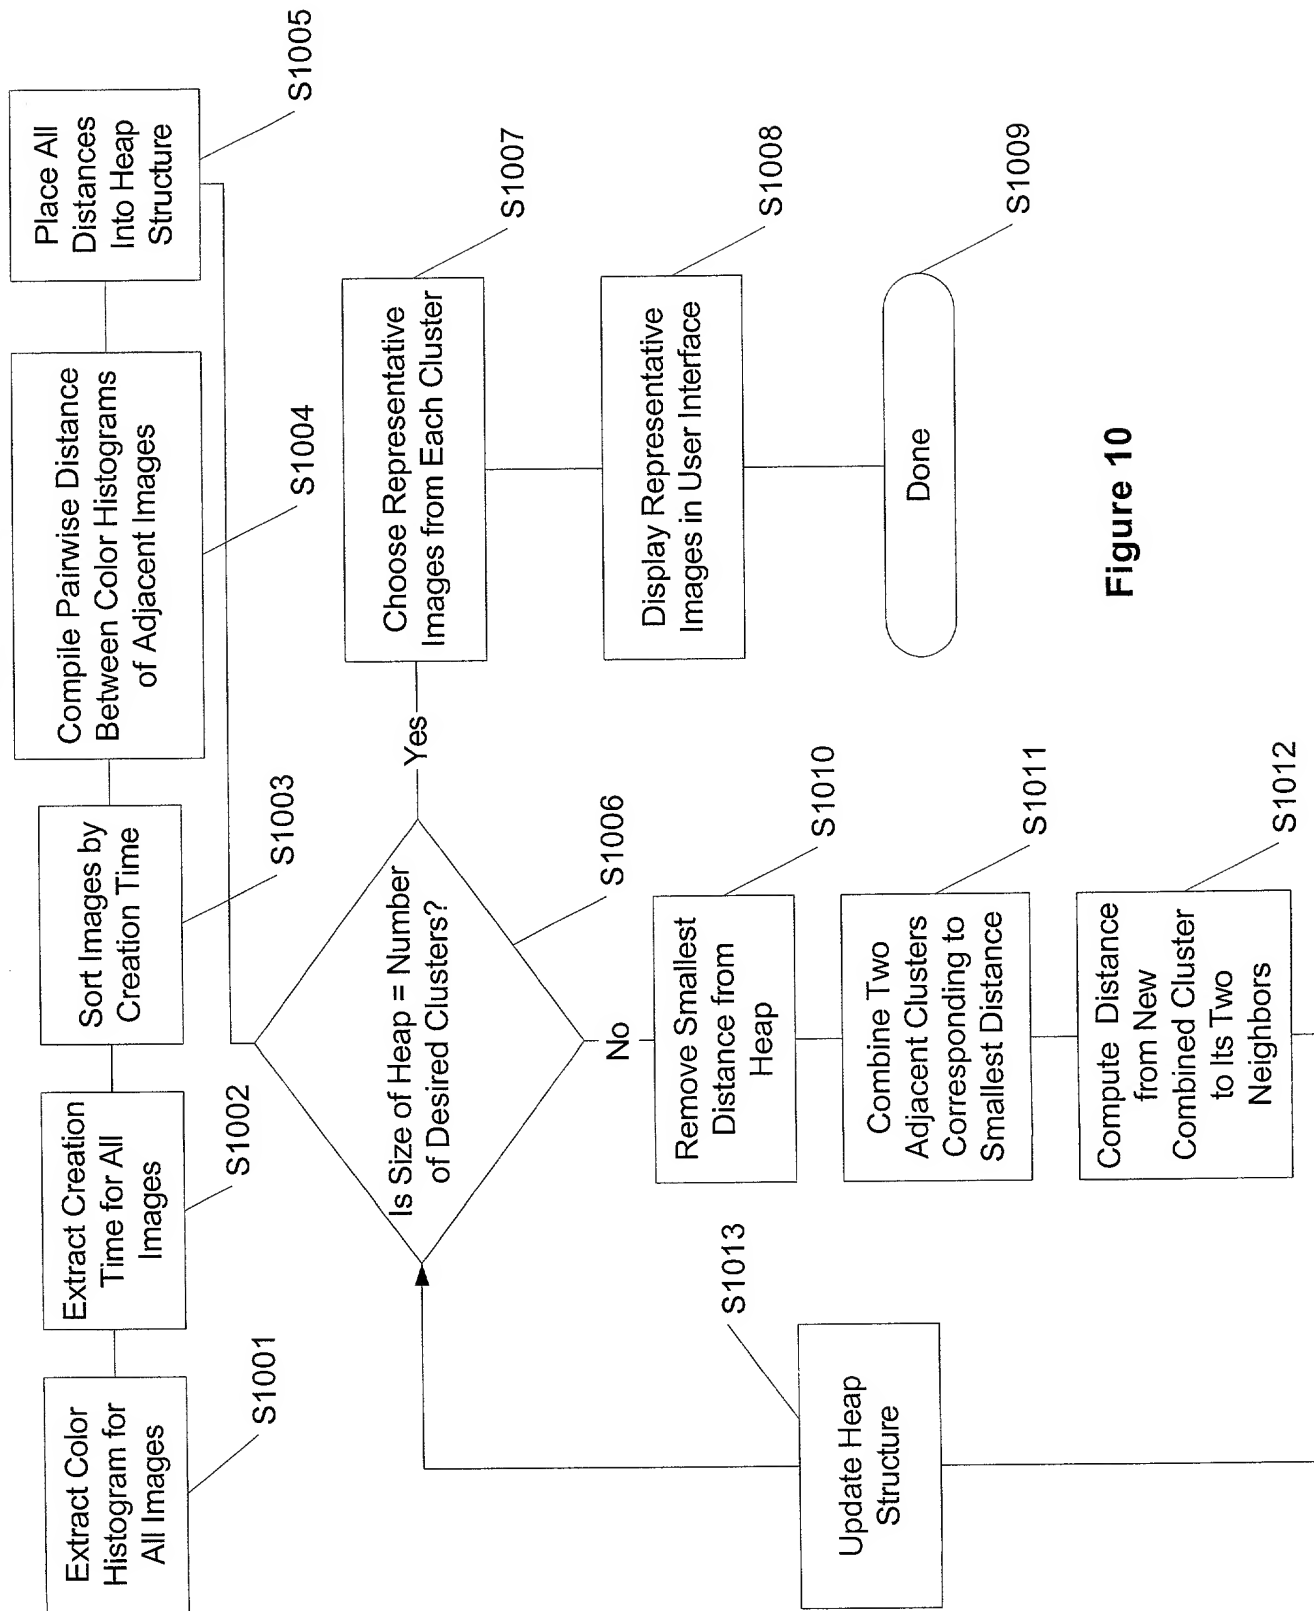 Extract Color
Histogram for
All Images
S1001
Extract Creation
Time for All
Images
S1002
Sort Images by
Creation Time
S1003
Compile Pairwise Distance
Between Color Histograms
of Adjacent Images
S1004
Place All
Distances
Into Heap
Structure
S1005
Is Size of Heap = Number
of Desired Clusters?
S1006
Yes
Choose Representative
Images from Each Cluster
S1007
Display Representative
Images in User Interface
S1008
Done
S1009
No
Remove Smallest
Distance from
Heap
S1010
Combine Two
Adjacent Clusters
Corresponding to
Smallest Distance
S1011
Compute Distance
from New
Combined Cluster
to Its Two
Neighbors
S1012
Update Heap
Structure
S1013
Figure 10